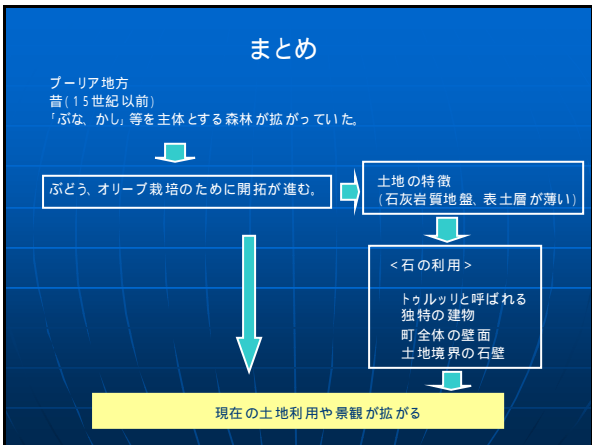 まとめ
プーリア地方
昔(15世紀以前)
「ぶな、かし」等を主体とする森林が拡がっていた。
ぶどう、オリーブ栽培のために開拓が進む。
土地の特徴
(石灰岩質地盤、表土層が薄い)
<石の利用>
トゥルッリと呼ばれる
独特の建物
町全体の壁面
土地境界の石壁
現在の土地利用や景観が拡がる